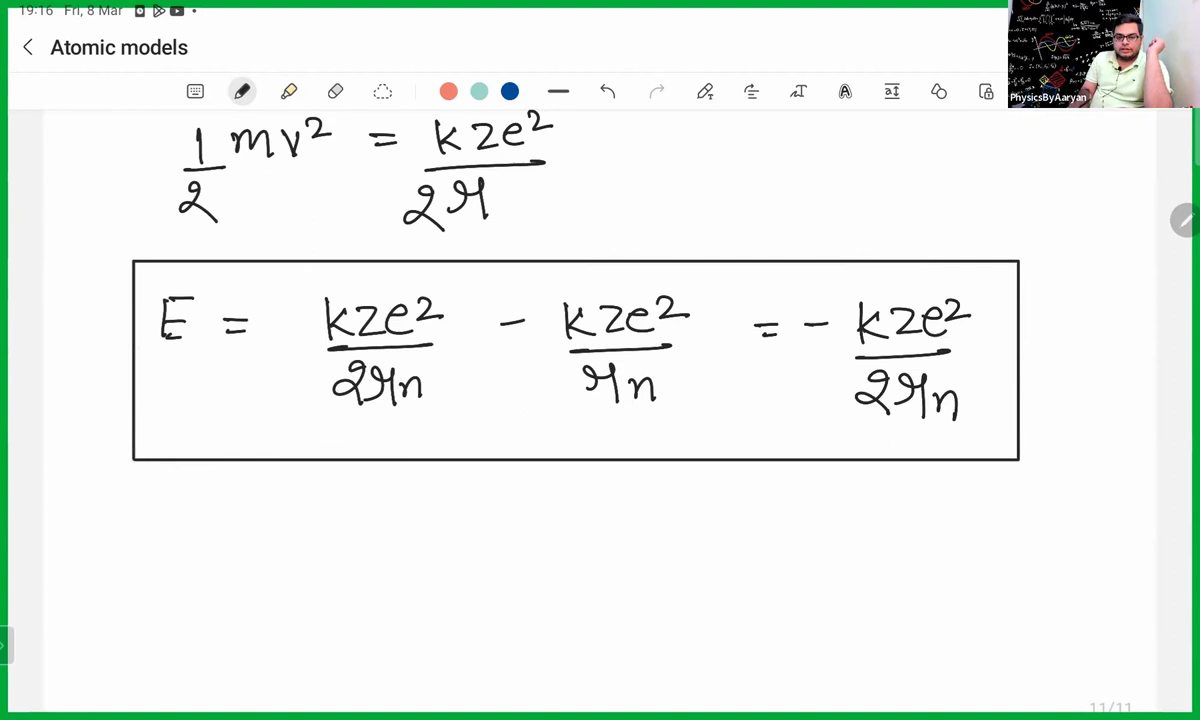 19:16 Fri, 8 Mar
Atomic models
PhysicsByAaryan
1/2 mv² = kze²/2r
E = kze²/2rn - kze²/rn = - kze²/2rn
11/11